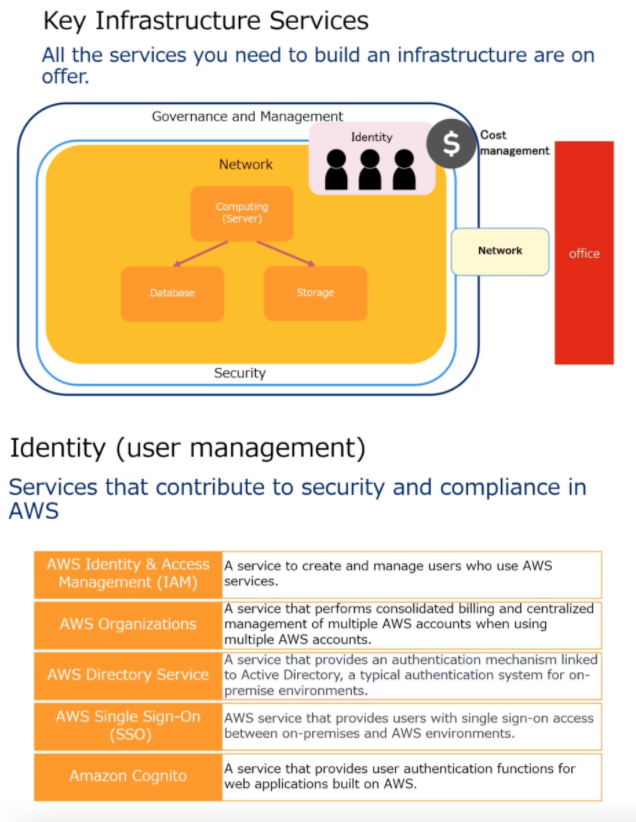 Key Infrastructure Services
All the services you need to build an infrastructure are on
offer.
Governance and Management
Identity
$
Cost
management
Network
Computing
(Server)
Network
office
Database
Storage
Security
Identity (user management)
Services that contribute to security and compliance in
AWS
AWS Identity & Access
Management (IAM)
A service to create and manage users who use AWS
services.
AWS Organizations
A service that performs consolidated billing and centralized
management of multiple AWS accounts when using
multiple AWS accounts.
AWS Directory Service
A service that provides an authentication mechanism linked
to Active Directory, a typical authentication system for on-
premise environments.
AWS Single Sign-On
(SSO)
AWS service that provides users with single sign-on access
between on-premises and AWS environments.
Amazon Cognito
A service that provides user authentication functions for
web applications built on AWS.